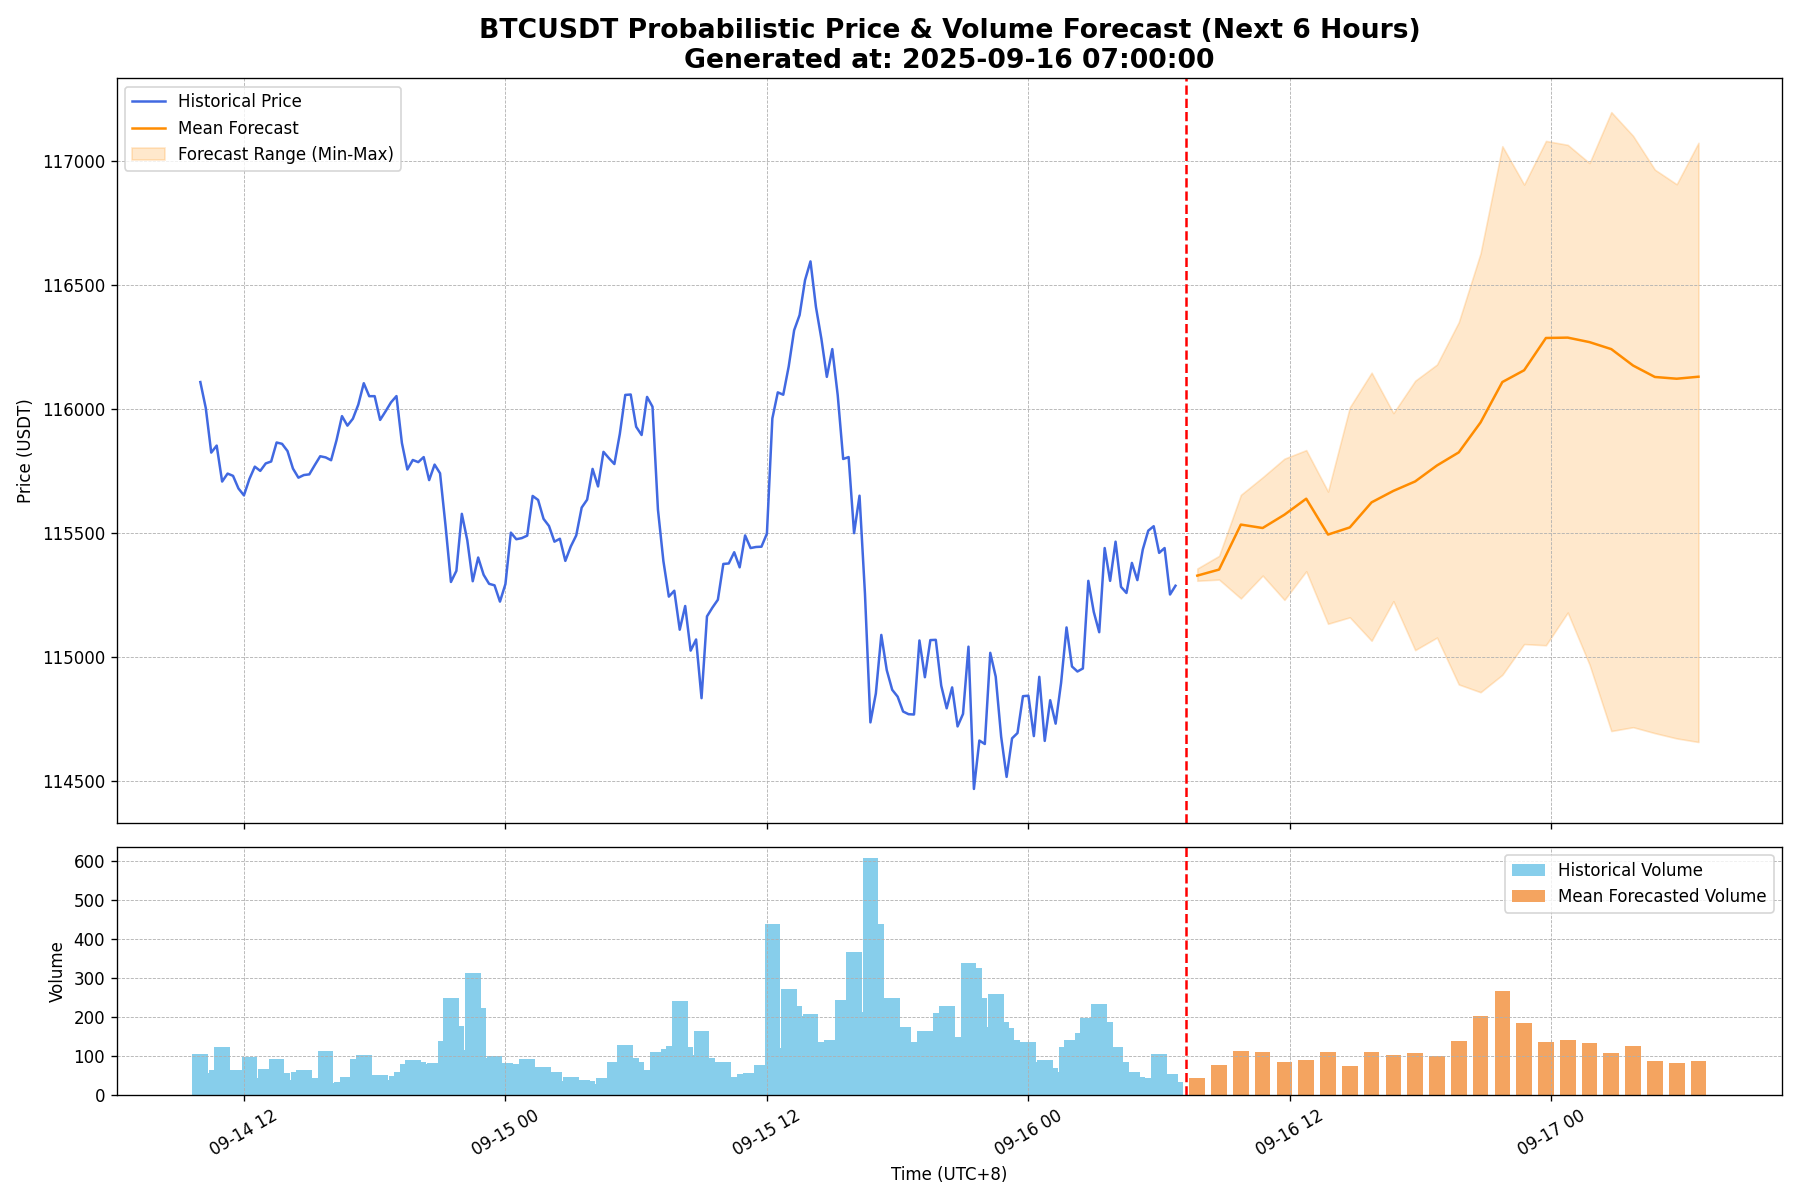 BTCUSDT Probabilistic Price & Volume Forecast (Next 6 Hours)
Generated at: 2025-09-16 07:00:00
Historical Price
Mean Forecast
Forecast Range (Min-Max)
117000
116500
116000
115500
115000
114500
Price (USDT)
Historical Volume
Mean Forecasted Volume
600
500
400
300
200
100
0
Volume
09-14 12
09-15 00
09-15 12
09-16 00
09-16 12
09-17 00
Time (UTC+8)